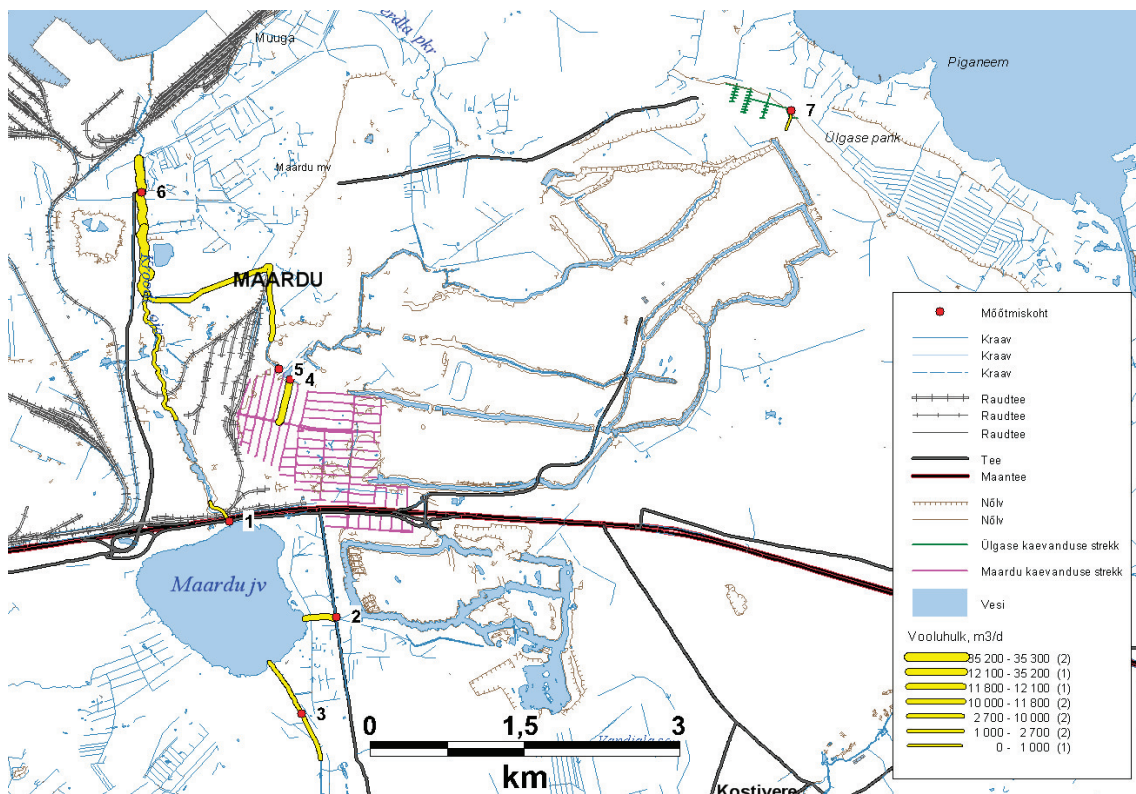 Muuga
Piganeem
7
Ülgase pank
Maardu mv
6
MAARDU
5
4
1
Maardu jv
2
3
0
1,5
3
km
Kostivere
Mõõtmiskoht
Kraav
Kraav
Kraav
Raudtee
Raudtee
Raudtee
Tee
Maantee
Nõlv
Nõlv
Ülgase kaevanduse strekk
Maardu kaevanduse strekk
Vesi
Vooluhulk, m3/d
35 200 - 35 300 (2)
12 100 - 35 200 (1)
11 800 - 12 100 (1)
10 000 - 11 800 (2)
2 700 - 10 000 (2)
1 000 - 2 700 (2)
0 - 1 000 (1)